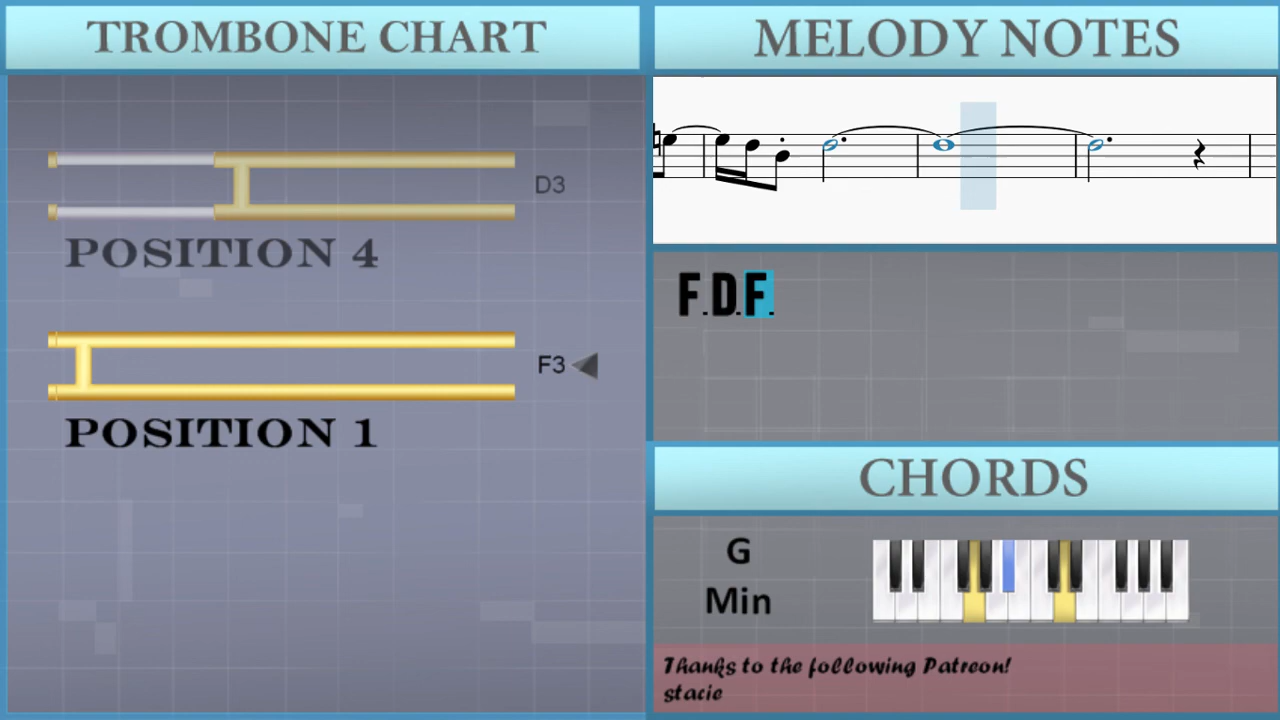 TROMBONE CHART
D3
POSITION 4
F3
POSITION 1
MELODY NOTES
F.D.F.
CHORDS
G
Min
Thanks to the following Patreon!
stacie